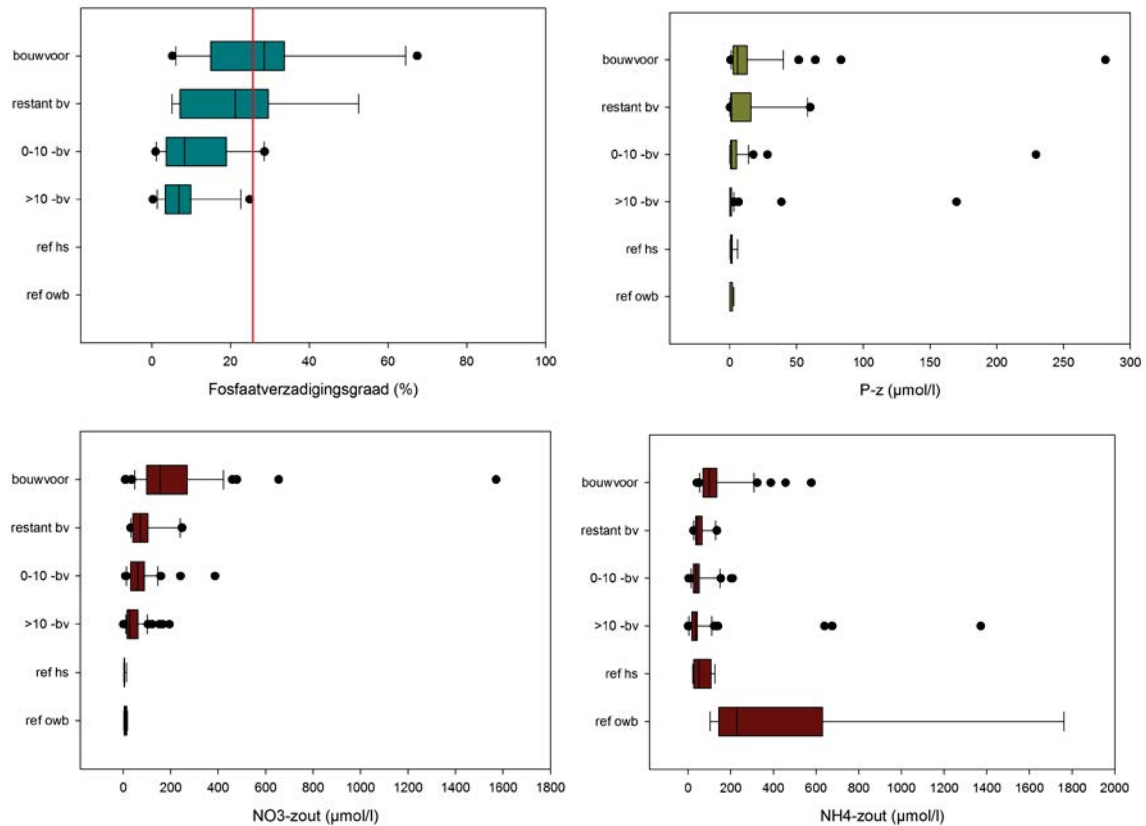 bouwvoor
restant bv
0-10 -bv
>10 -bv
ref hs
ref owb
0 20 40 60 80 100
Fosfaatverzadigingsgraad (%)
bouwvoor
restant bv
0-10 -bv
>10 -bv
ref hs
ref owb
0 50 100 150 200 250 300
P-z (µmol/l)
bouwvoor
restant bv
0-10 -bv
>10 -bv
ref hs
ref owb
0 200 400 600 800 1000 1200 1400 1600 1800
NO3-zout (µmol/l)
bouwvoor
restant bv
0-10 -bv
>10 -bv
ref hs
ref owb
0 200 400 600 800 1000 1200 1400 1600 1800 2000
NH4-zout (µmol/l)